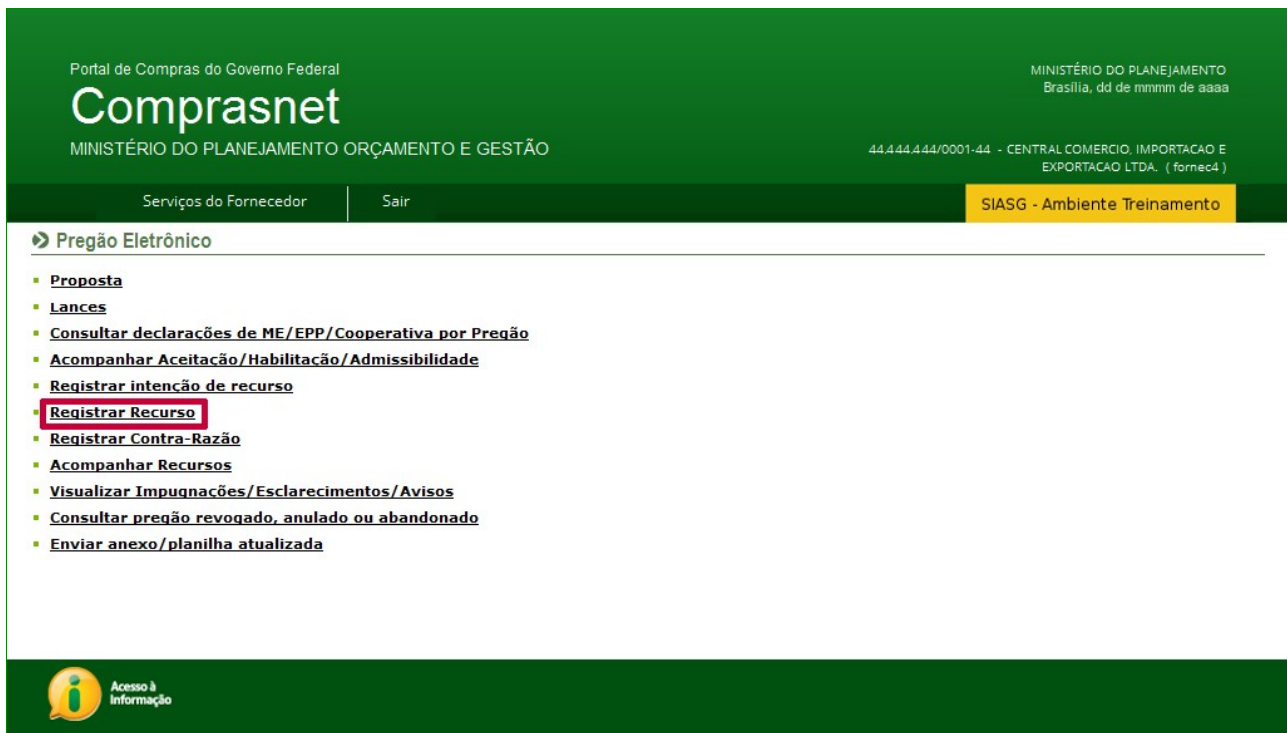 Portal de Compras do Governo Federal
Comprasnet
MINISTÉRIO DO PLANEJAMENTO ORÇAMENTO E GESTÃO
MINISTÉRIO DO PLANEJAMENTO
Brasília, dd de mmmm de aaaa
44.444.444/0001-44 - CENTRAL COMERCIO, IMPORTACAO E
EXPORTACAO LTDA. ( fornec4 )
Serviços do Fornecedor
Sair
SIASG - Ambiente Treinamento
Pregão Eletrônico
Proposta
Lances
Consultar declarações de ME/EPP/Cooperativa por Pregão
Acompanhar Aceitação/Habilitação/Admissibilidade
Registrar intenção de recurso
Registrar Recurso
Registrar Contra-Razão
Acompanhar Recursos
Visualizar Impugnações/Esclarecimentos/Avisos
Consultar pregão revogado, anulado ou abandonado
Enviar anexo/planilha atualizada
Acesso à
Informação